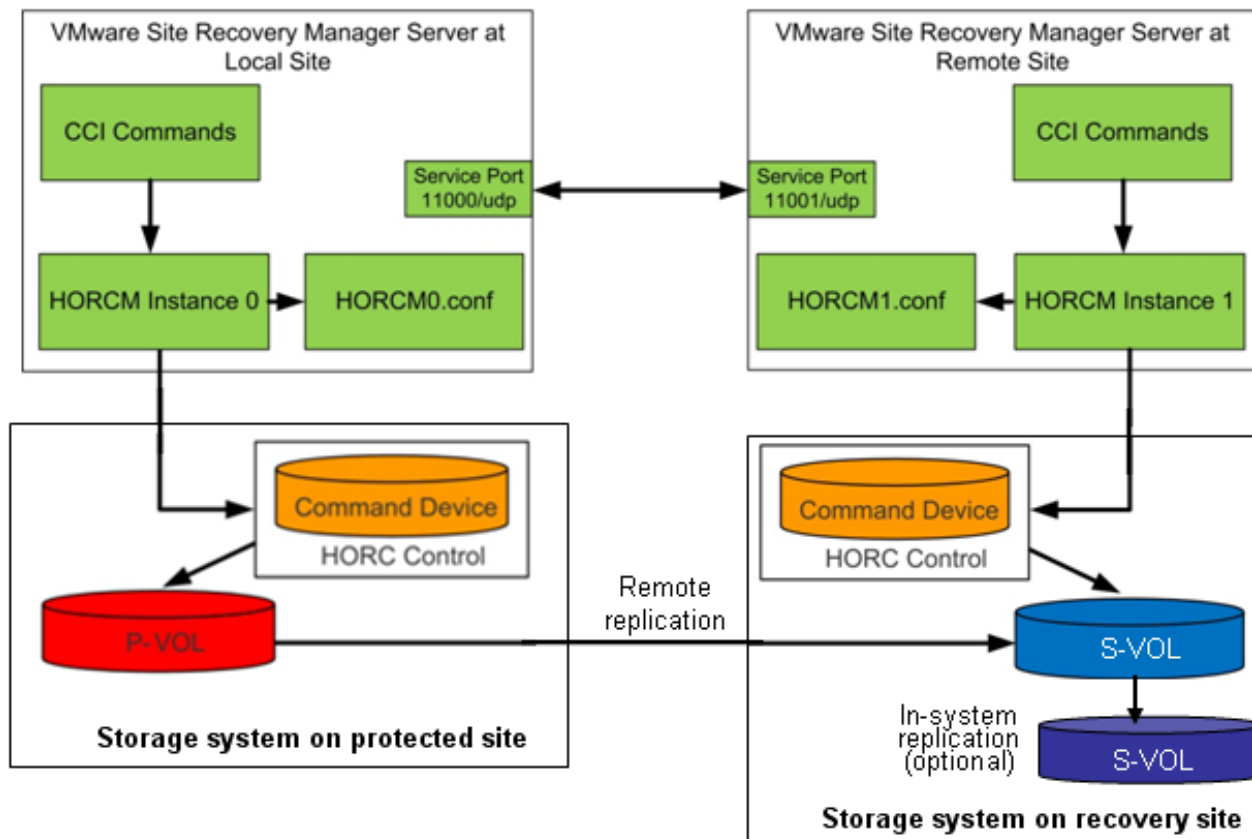 VMware Site Recovery Manager Server at
Local Site
CCI Commands
Service Port
11000/udp
HORCM Instance 0
HORCM0.conf
VMware Site Recovery Manager Server at
Remote Site
CCI Commands
Service Port
11001/udp
HORCM1.conf
HORCM Instance 1
Command Device
HORC Control
P-VOL
Storage system on protected site
Remote
replication
Command Device
HORC Control
S-VOL
In-system
replication
(optional)
S-VOL
Storage system on recovery site